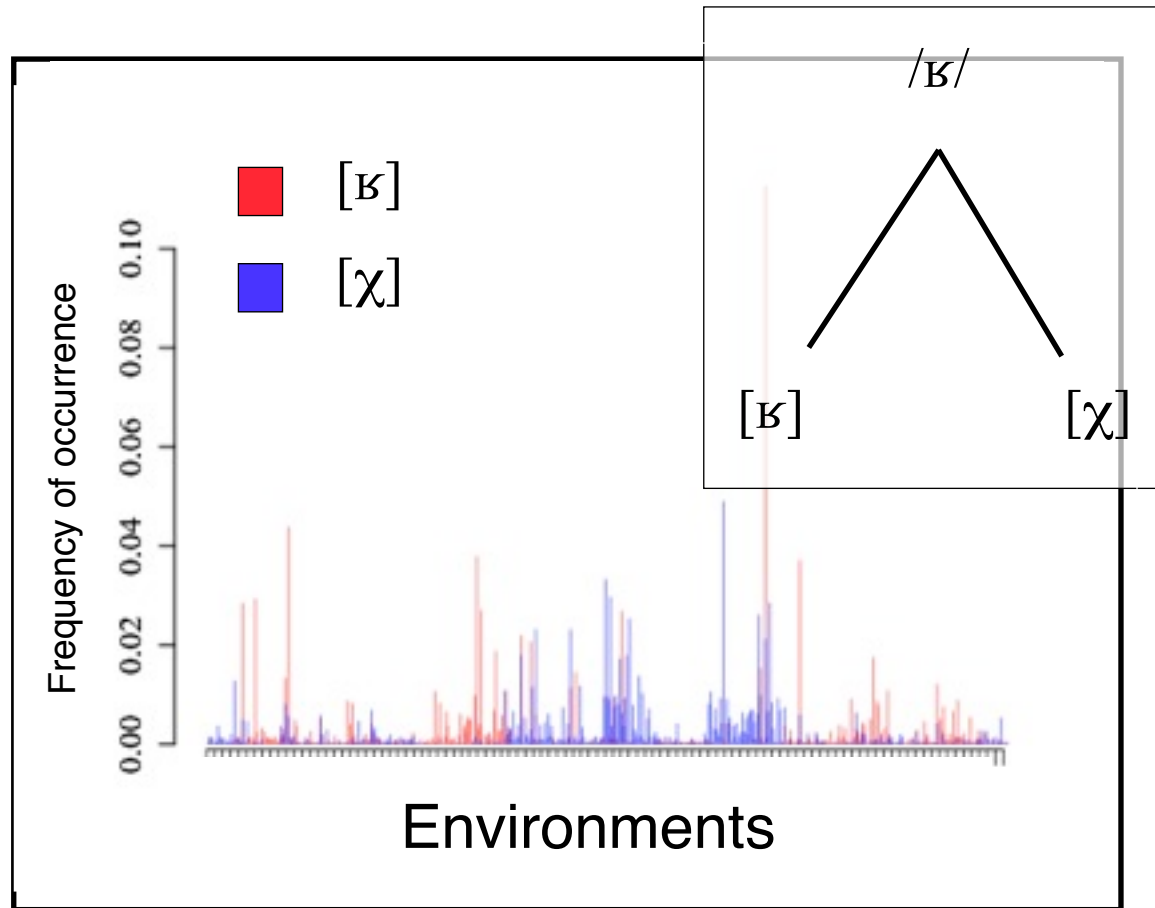 /ʁ/
[ʁ]
[χ]
[ʁ]
[χ]
0.10
0.08
0.06
0.04
0.02
0.00
Frequency of occurrence
Environments